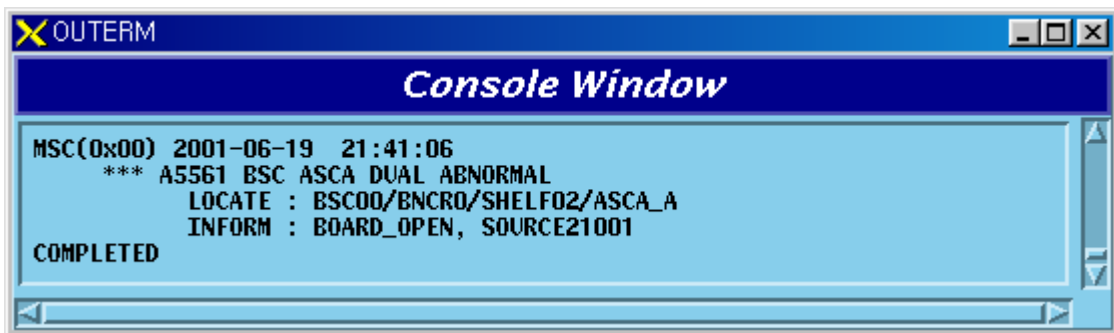 OUTERM
Console Window
MSC(0x00) 2001-06-19 21:41:06
*** A5561 BSC ASCA DUAL ABNORMAL
LOCATE : BSC00/BNCR0/SHELF02/ASCA_A
INFORM : BOARD_OPEN, SOURCE21001
COMPLETED